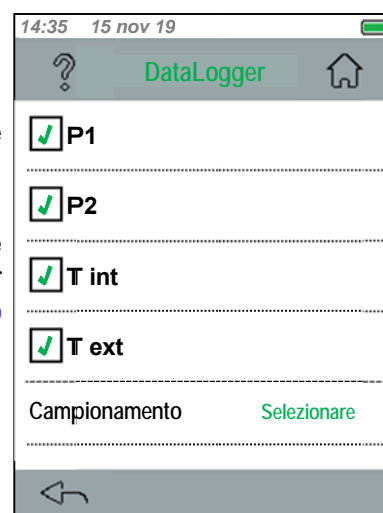 14:35 15 nov 19
DataLogger
P1
P2
T int
T ext
Campionamento Selezionare